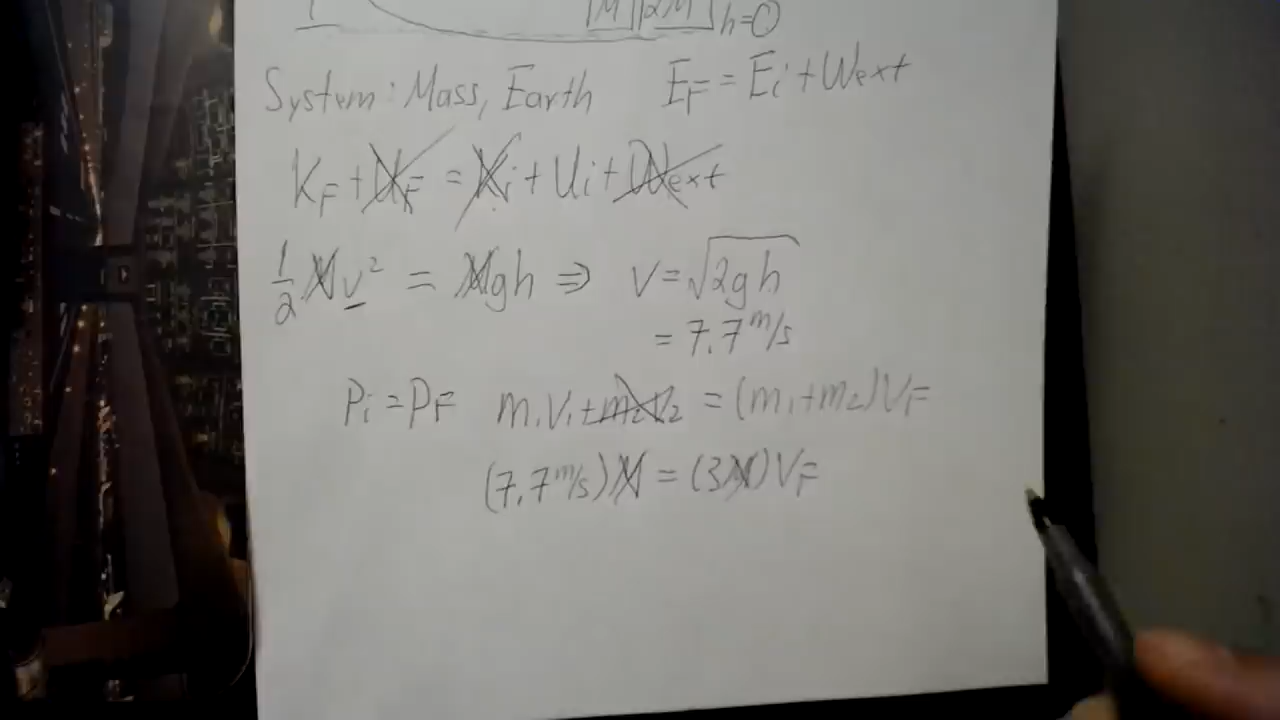 M 2M h=0
System: Mass, Earth EF = Ei + Wext
KF + UF = Ki + Ui + Wext
1/2 Mv² = Mgh ⇒ v = √2gh
= 7.7 m/s
Pi = PF m1v1 + m2v2 = (m1+m2)VF
(7.7 m/s)M = (3M)VF